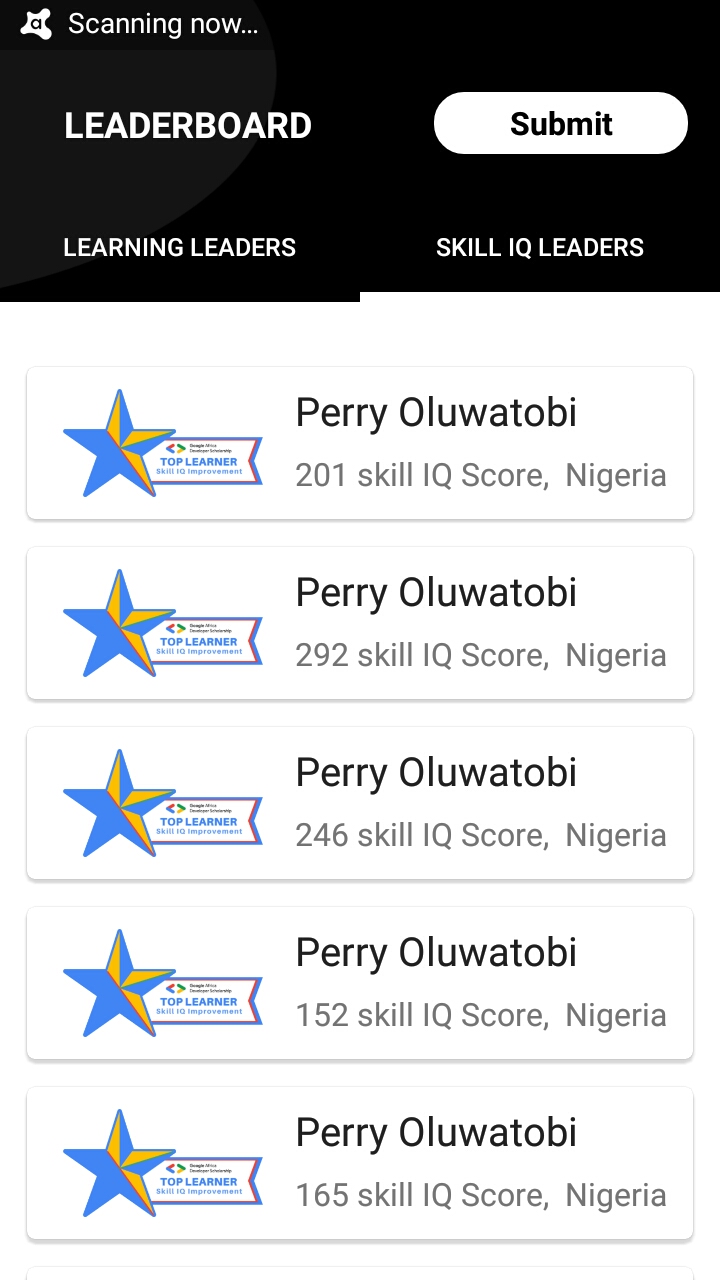 Scanning now...
LEADERBOARD
Submit
LEARNING LEADERS
SKILL IQ LEADERS
Perry Oluwatobi
Google Africa
Developer Scholarship
TOP LEARNER
Skill IQ Improvement
201 skill IQ Score, Nigeria
Perry Oluwatobi
Google Africa
Developer Scholarship
TOP LEARNER
Skill IQ Improvement
292 skill IQ Score, Nigeria
Perry Oluwatobi
Google Africa
Developer Scholarship
TOP LEARNER
Skill IQ Improvement
246 skill IQ Score, Nigeria
Perry Oluwatobi
Google Africa
Developer Scholarship
TOP LEARNER
Skill IQ Improvement
152 skill IQ Score, Nigeria
Perry Oluwatobi
Google Africa
Developer Scholarship
TOP LEARNER
Skill IQ Improvement
165 skill IQ Score, Nigeria